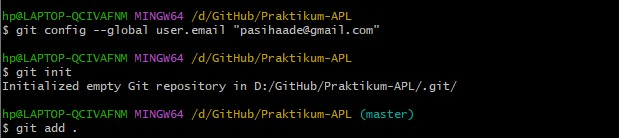 hp@LAPTOP-QCIVAFNM MINGW64 /d/GitHub/Praktikum-APL
$ git config --global user.email "pasihaade@gmail.com"
hp@LAPTOP-QCIVAFNM MINGW64 /d/GitHub/Praktikum-APL
$ git init
Initialized empty Git repository in D:/GitHub/Praktikum-APL/.git/
hp@LAPTOP-QCIVAFNM MINGW64 /d/GitHub/Praktikum-APL (master)
$ git add .